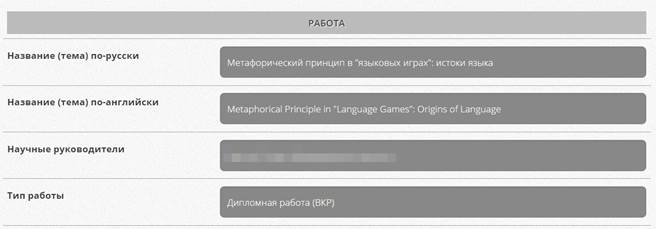 РАБОТА
Название (тема) по-русски
Метафорический принцип в "языковых играх": истоки языка
Название (тема) по-английски
Metaphorical Principle in "Language Games": Origins of Language
Научные руководители
Тип работы
Дипломная работа (ВКР)